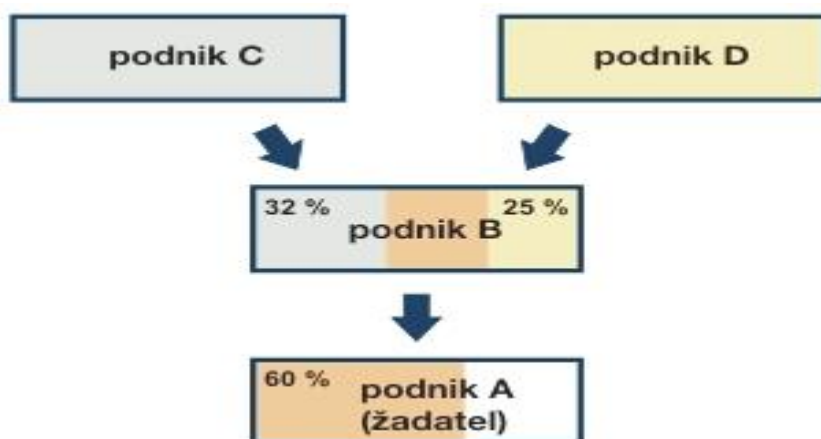 podnik C
podnik D
32 %
25 %
podnik B
60 %
podnik A
(žadatel)